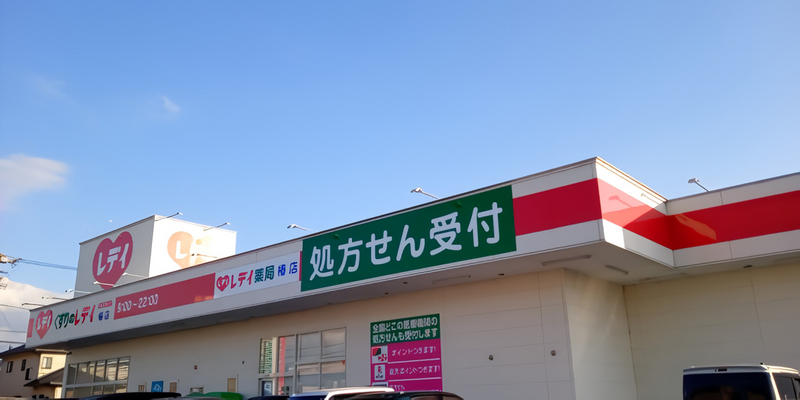 レデイ
L
くすりのレデイ
9:00～22:00
レデイ薬局
店
処方せん受付
全国どこの医療機関の
処方せんも受付します
ポイントつきます!